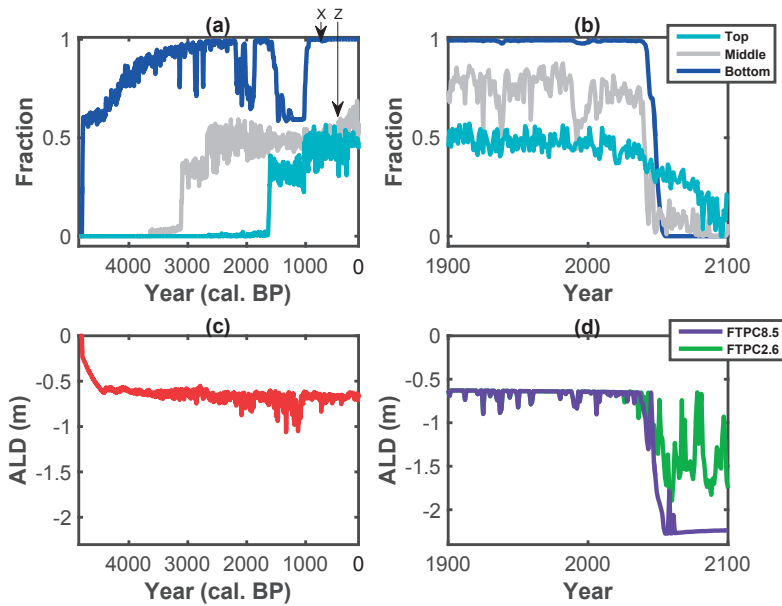 (a)
X
Z
(b)
Top
Middle
Bottom
1
0.5
0
Fraction
4000
3000
2000
1000
0
Year (cal. BP)
1
0.5
0
Fraction
1900
2000
2100
Year
(c)
0
-0.5
-1
-1.5
-2
ALD (m)
4000
3000
2000
1000
0
Year (cal. BP)
(d)
FTPC8.5
FTPC2.6
0
-0.5
-1
-1.5
-2
ALD (m)
1900
2000
2100
Year